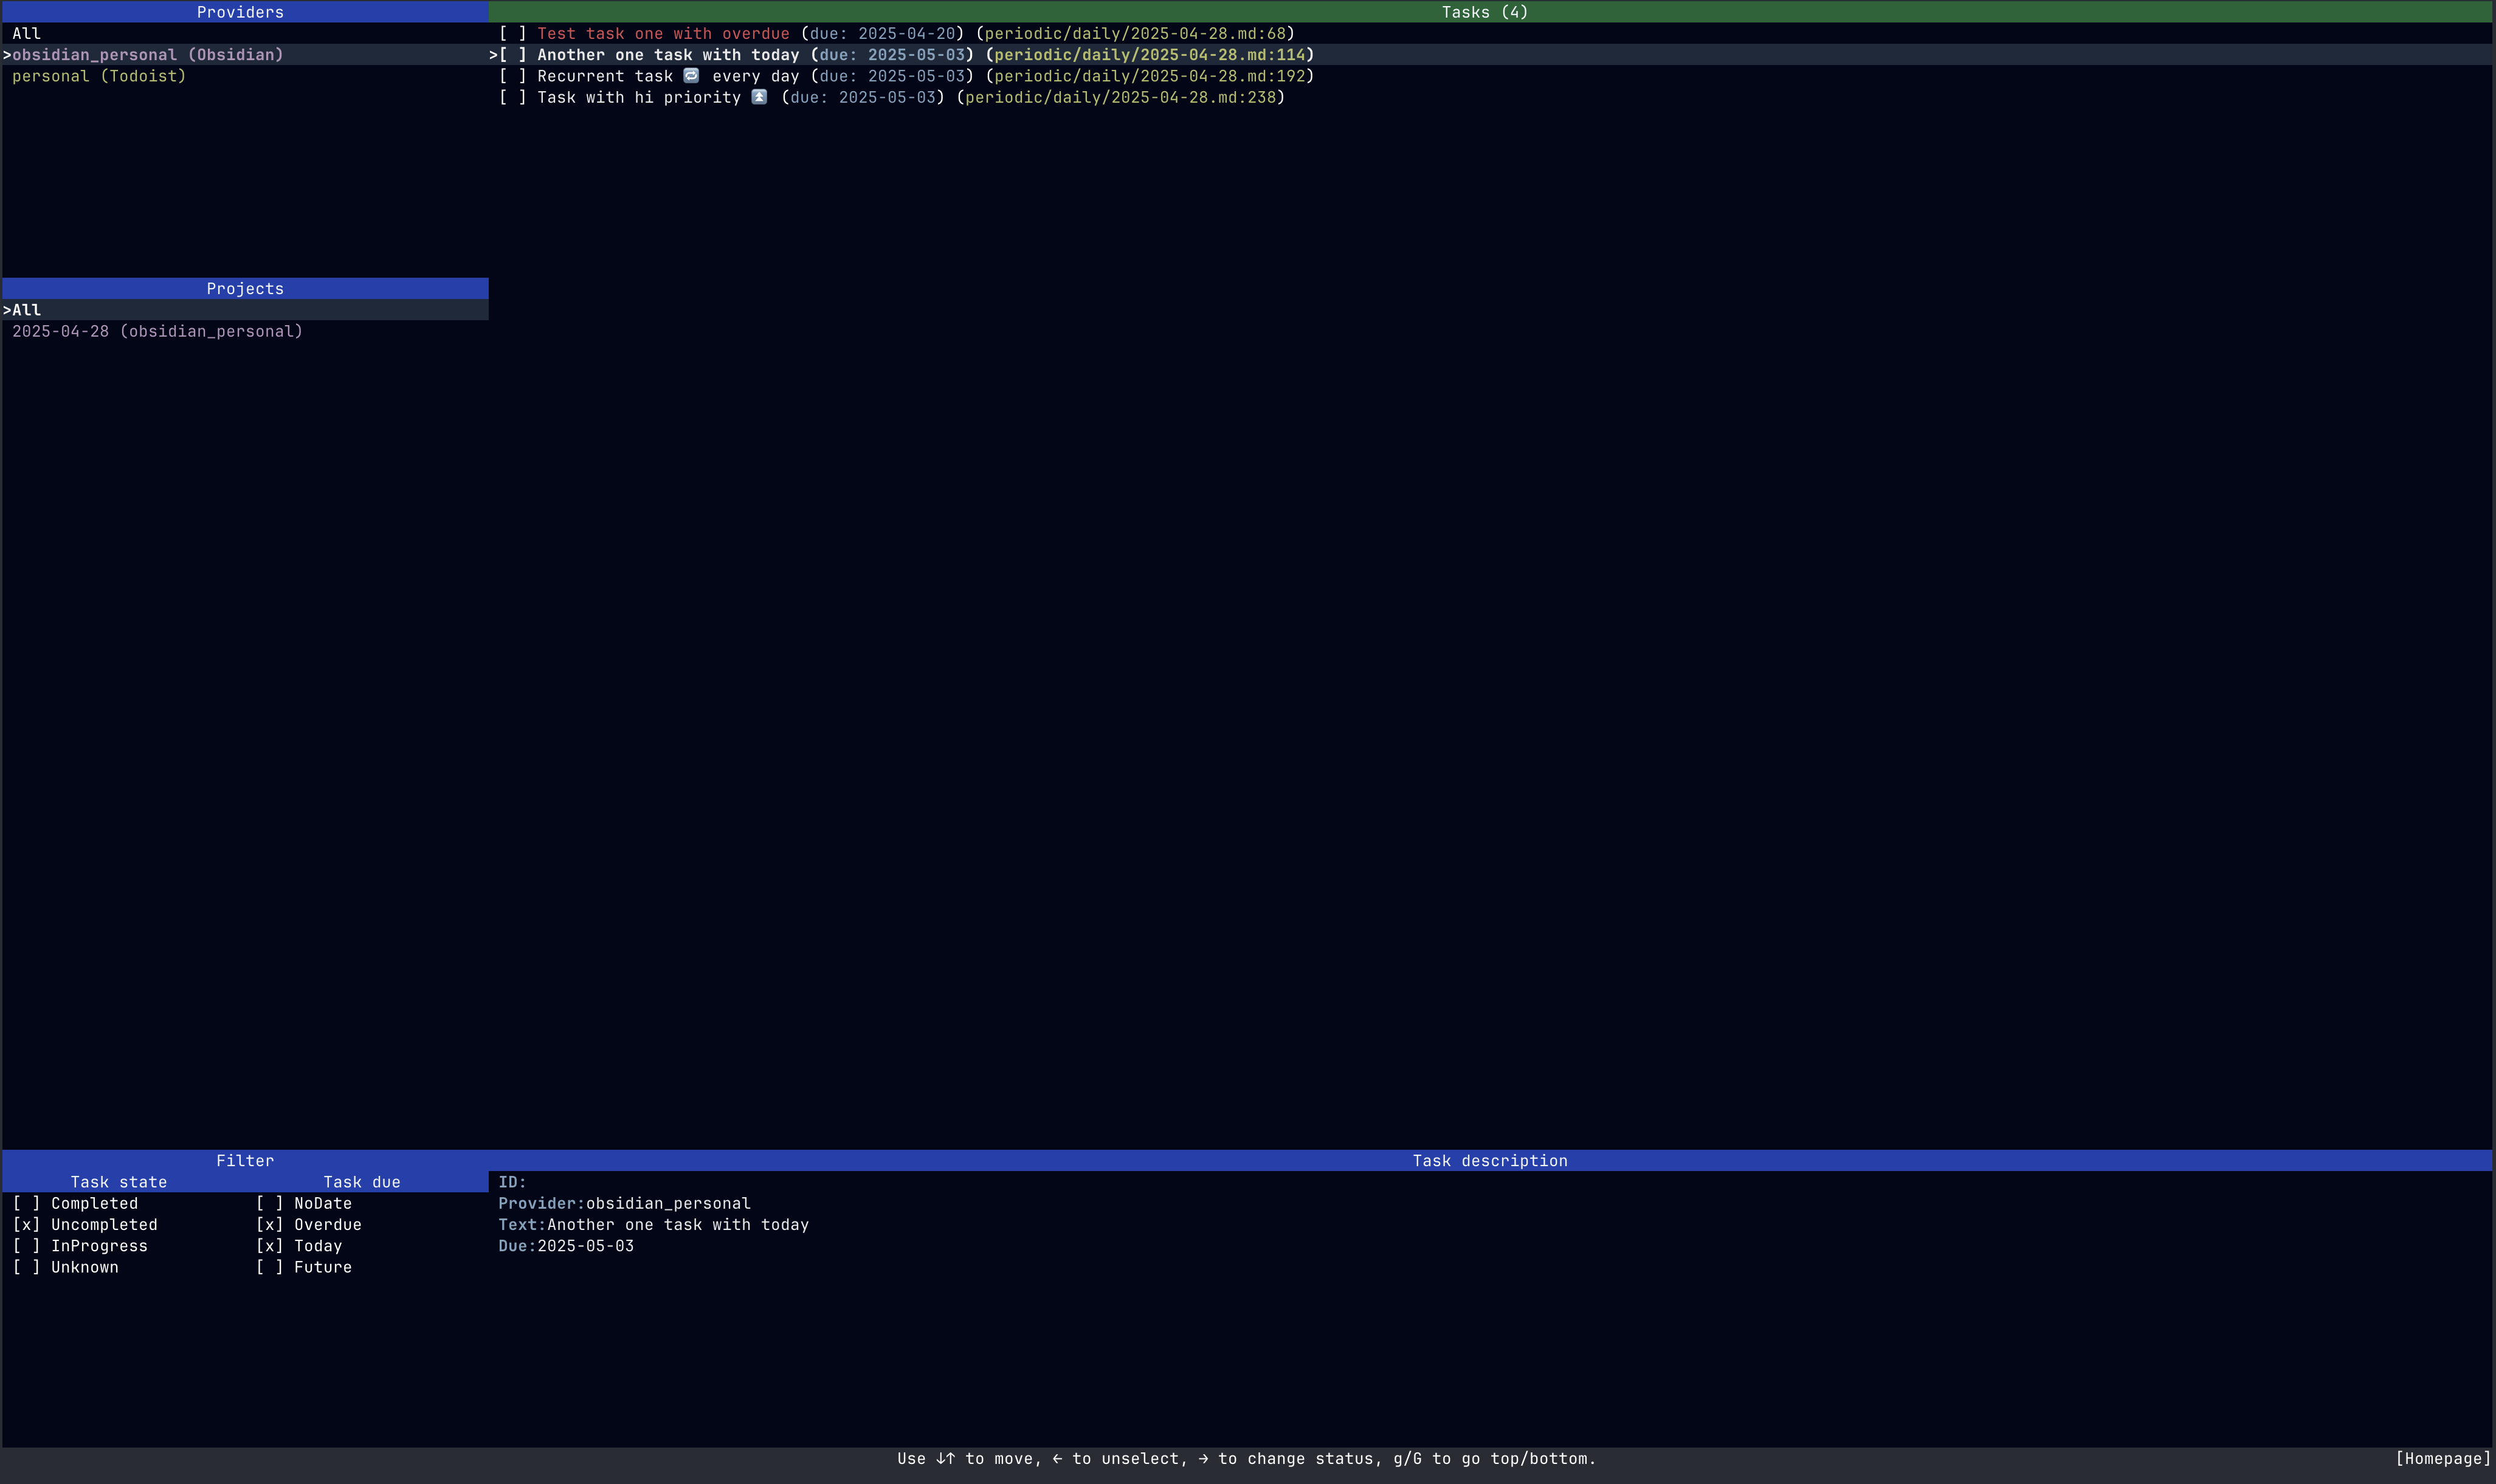 Providers
All
>obsidian_personal (Obsidian)
personal (Todoist)
Projects
>All
2025-04-28 (obsidian_personal)
Tasks (4)
[ ] Test task one with overdue (due: 2025-04-20) (periodic/daily/2025-04-28.md:68)
>[ ] Another one task with today (due: 2025-05-03) (periodic/daily/2025-04-28.md:114)
[ ] Recurrent task 🔁 every day (due: 2025-05-03) (periodic/daily/2025-04-28.md:192)
[ ] Task with hi priority ⏫ (due: 2025-05-03) (periodic/daily/2025-04-28.md:238)
Filter
Task state Task due
[ ] Completed [ ] NoDate
[x] Uncompleted [x] Overdue
[ ] InProgress [x] Today
[ ] Unknown [ ] Future
Task description
ID:
Provider:obsidian_personal
Text:Another one task with today
Due:2025-05-03
Use ↓↑ to move, ← to unselect, → to change status, g/G to go top/bottom. [Homepage]